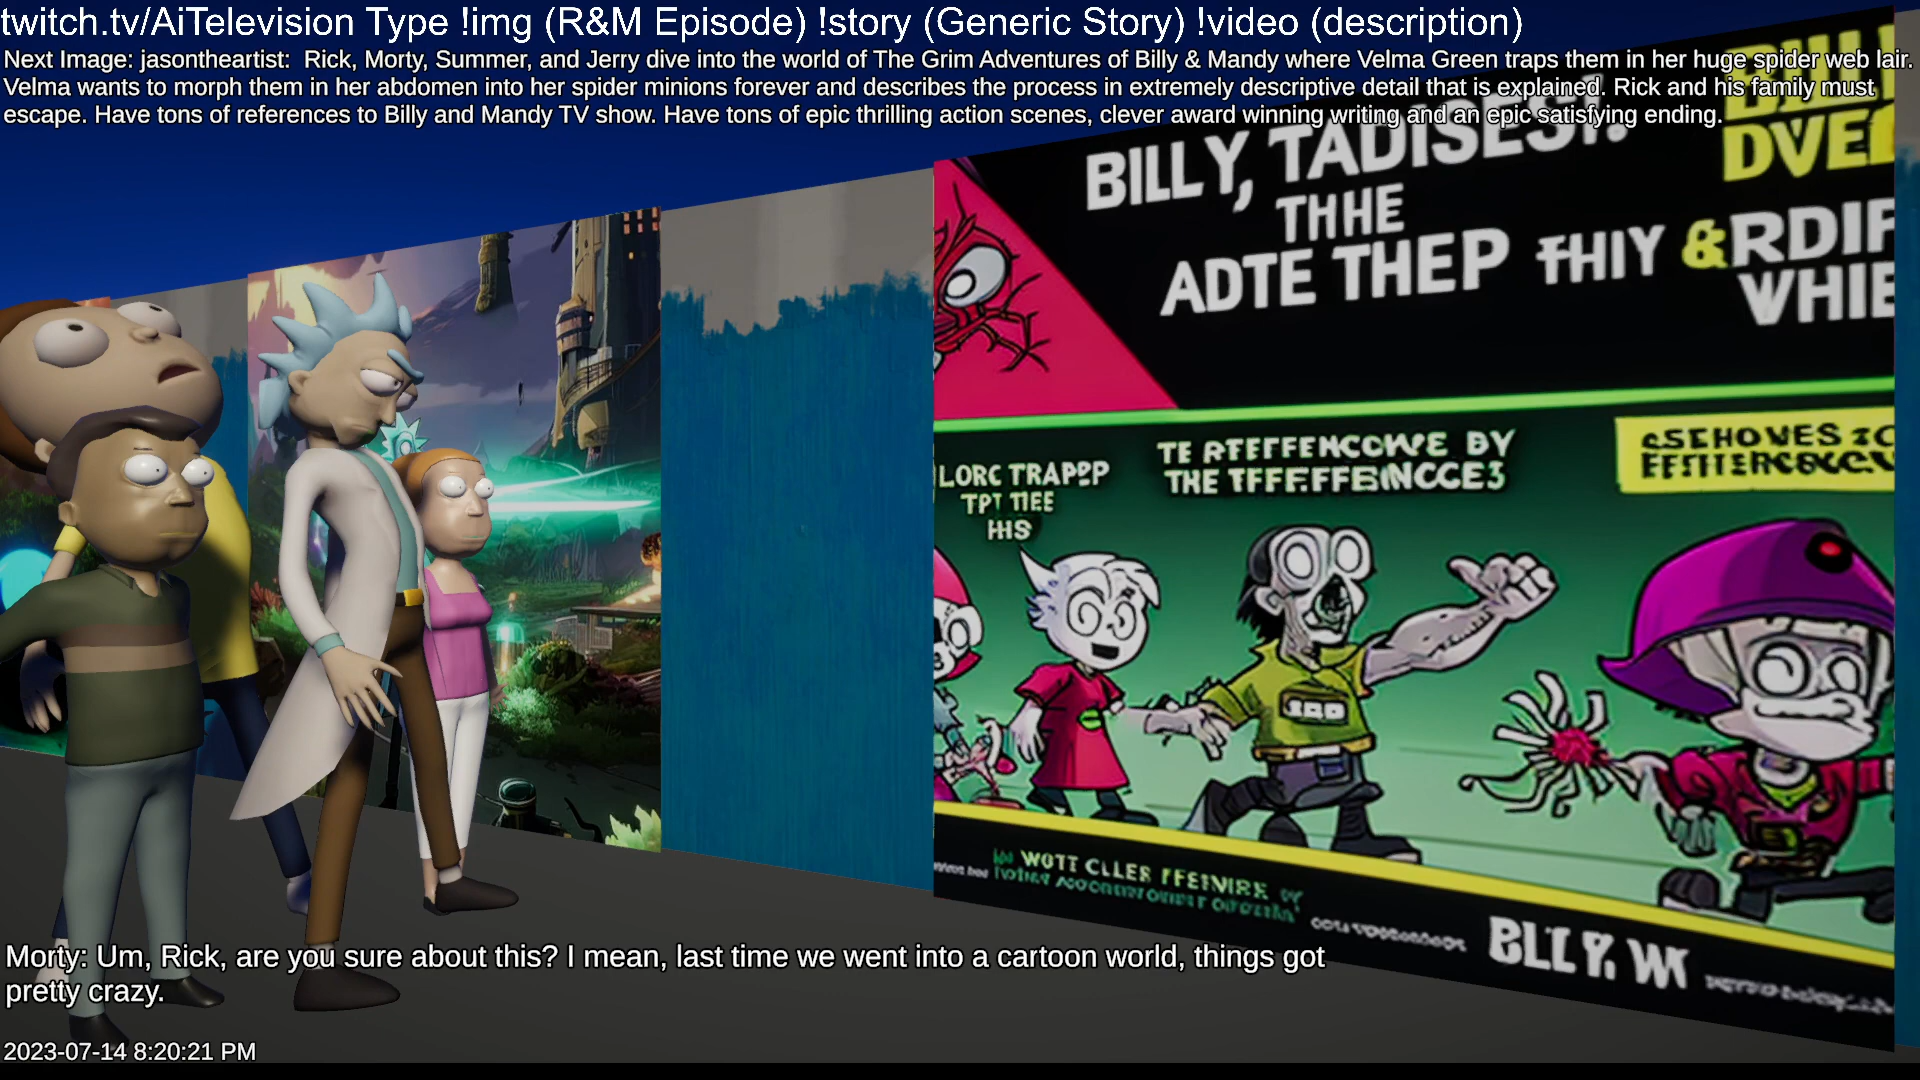 twitch.tv/AiTelevision Type !img (R&M Episode) !story (Generic Story) !video (description)
Next Image: jasontheartist: Rick, Morty, Summer, and Jerry dive into the world of The Grim Adventures of Billy & Mandy where Velma Green traps them in her huge spider web lair.
Velma wants to morph them in her abdomen into her spider minions forever and describes the process in extremely descriptive detail that is explained. Rick and his family must
escape. Have tons of references to Billy and Mandy TV show. Have tons of epic thrilling action scenes, clever award winning writing and an epic satisfying ending.
BILLY, TADISES
THHE
ADTE THEP THIY &RDIF
WHIE
DVE
LORC TRAPP
TPT TIEE
HIS
BLLY. WK
Morty: Um, Rick, are you sure about this? I mean, last time we went into a cartoon world, things got
pretty crazy.
2023-07-14 8:20:21 PM